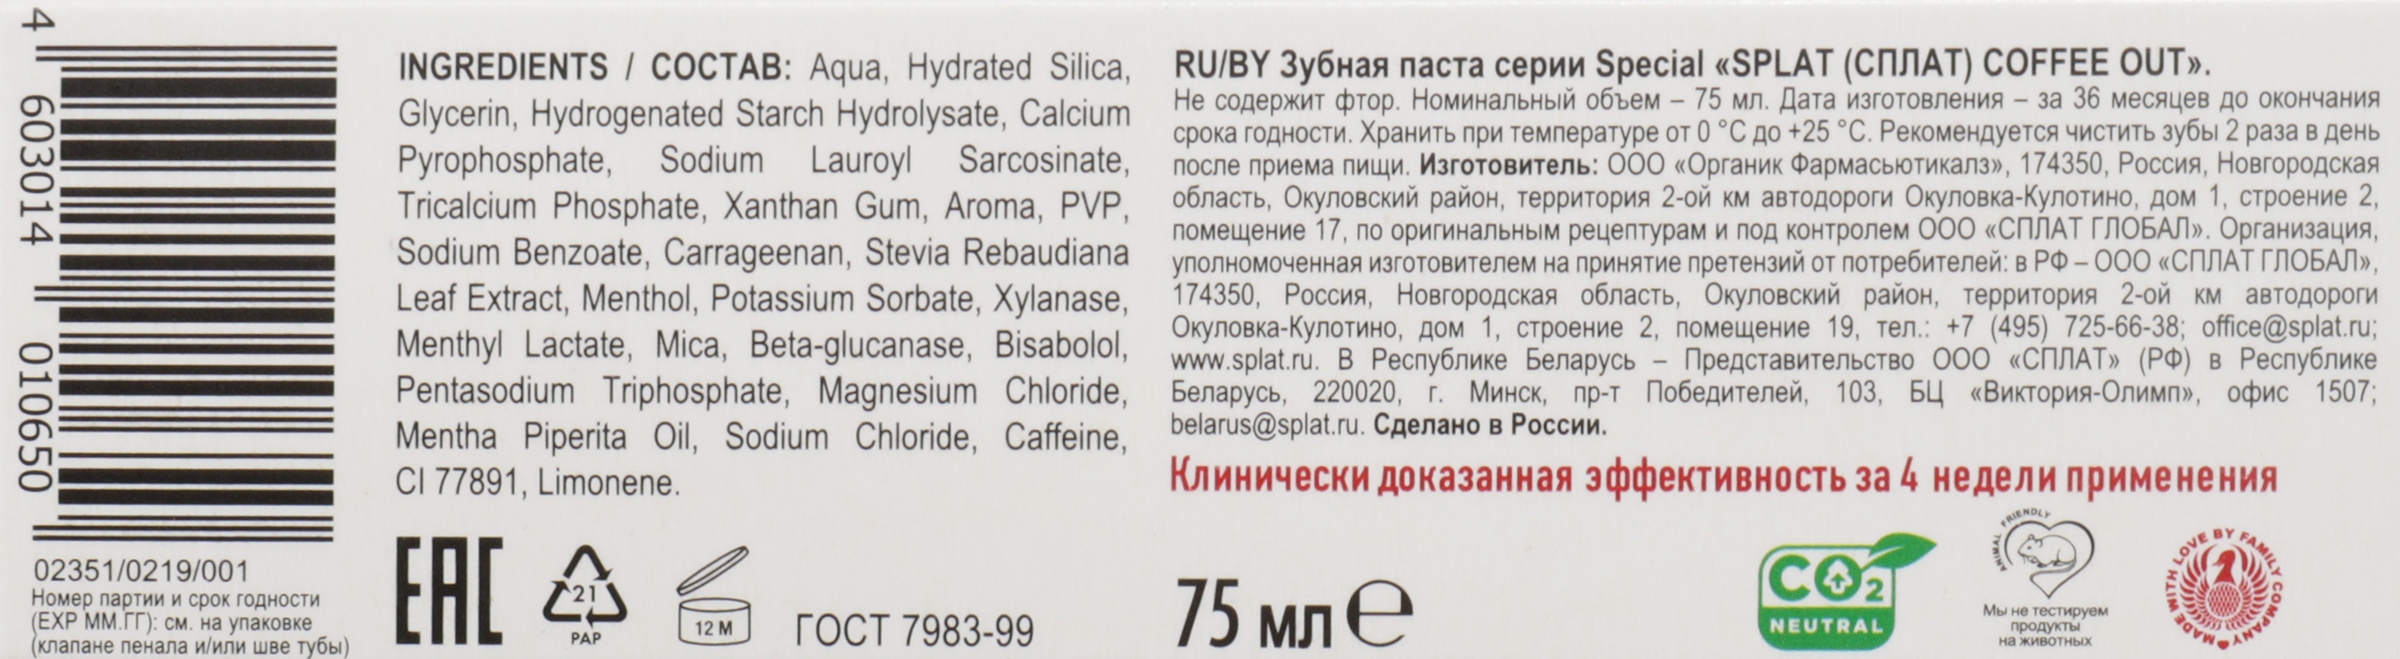 4 603014 010650
02351/0219/001
Номер партии и срок годности
(EXP ММ.ГГ): см. на упаковке
(клапане пенала и/или шве тубы)
INGREDIENTS / СОСТАВ: Aqua, Hydrated Silica,
Glycerin, Hydrogenated Starch Hydrolysate, Calcium
Pyrophosphate, Sodium Lauroyl Sarcosinate,
Tricalcium Phosphate, Xanthan Gum, Aroma, PVP,
Sodium Benzoate, Carrageenan, Stevia Rebaudiana
Leaf Extract, Menthol, Potassium Sorbate, Xylanase,
Menthyl Lactate, Mica, Beta-glucanase, Bisabolol,
Pentasodium Triphosphate, Magnesium Chloride,
Mentha Piperita Oil, Sodium Chloride, Caffeine,
CI 77891, Limonene.
EAC
21
PAP
12 M
ГОСТ 7983-99
RU/BY Зубная паста серии Special «SPLAT (СПЛАТ) COFFEE OUT».
Не содержит фтор. Номинальный объем – 75 мл. Дата изготовления – за 36 месяцев до окончания
срока годности. Хранить при температуре от 0 °С до +25 °С. Рекомендуется чистить зубы 2 раза в день
после приема пищи. Изготовитель: ООО «Органик Фармасьютикалз», 174350, Россия, Новгородская
область, Окуловский район, территория 2-ой км автодороги Окуловка-Кулотино, дом 1, строение 2,
помещение 17, по оригинальным рецептурам и под контролем ООО «СПЛАТ ГЛОБАЛ». Организация,
уполномоченная изготовителем на принятие претензий от потребителей: в РФ – ООО «СПЛАТ ГЛОБАЛ»,
174350, Россия, Новгородская область, Окуловский район, территория 2-ой км автодороги
Окуловка-Кулотино, дом 1, строение 2, помещение 19, тел.: +7 (495) 725-66-38; office@splat.ru;
www.splat.ru. В Республике Беларусь – Представительство ООО «СПЛАТ» (РФ) в Республике
Беларусь, 220020, г. Минск, пр-т Победителей, 103, БЦ «Виктория-Олимп», офис 1507;
belarus@splat.ru. Сделано в России.
Клинически доказанная эффективность за 4 недели применения
75 мл ℮
CO2
NEUTRAL
ANIMAL FRIENDLY
Мы не тестируем
продукты
на животных
MADE WITH LOVE BY FAMILY COMPANY